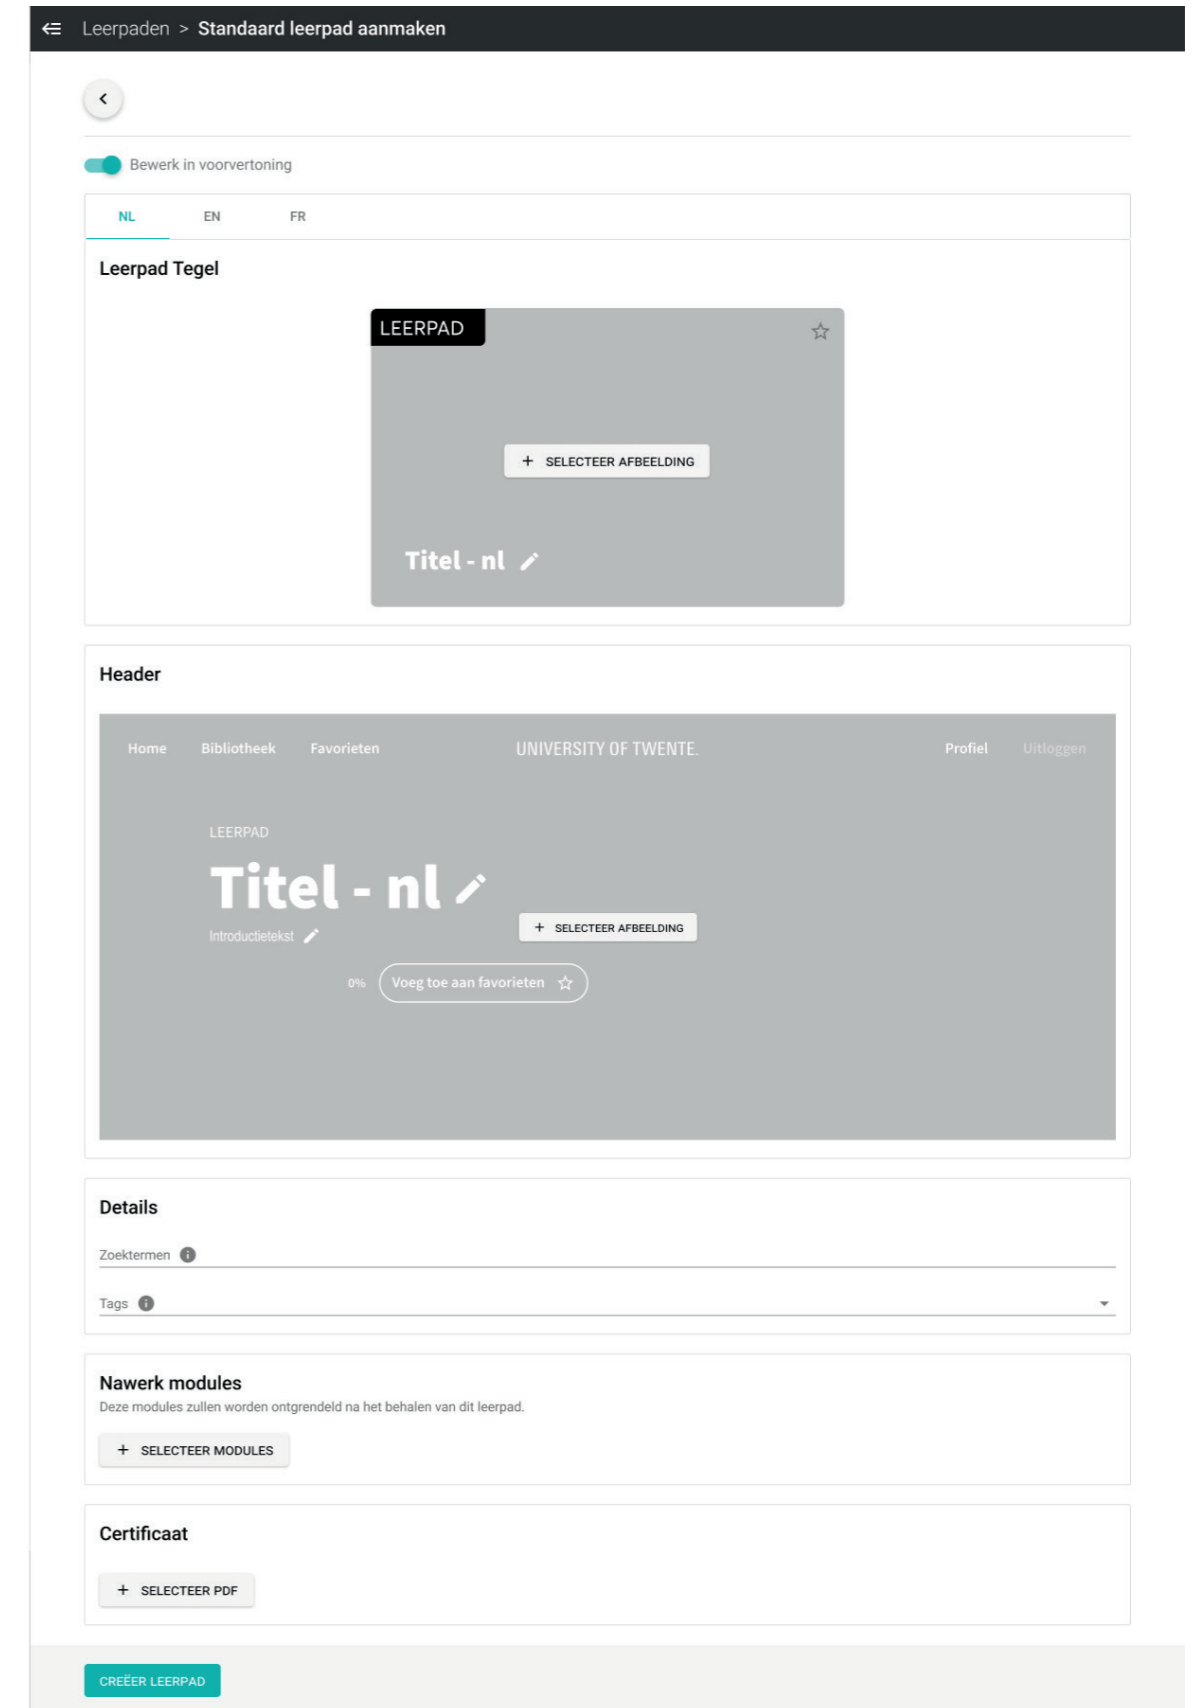 Leerpaden > Standaard leerpad aanmaken
Bewerk in voorvertoning
NL EN FR
Leerpad Tegel
LEERPAD
+ SELECTEER AFBEELDING
Titel - nl
Header
Home Bibliotheek Favorieten UNIVERSITY OF TWENTE. Profiel Uitloggen
LEERPAD
Titel - nl
+ SELECTEER AFBEELDING
Introductietekst
0% Voeg toe aan favorieten
Details
Zoektermen
Tags
Nawerk modules
Deze modules zullen worden ontgrendeld na het behalen van dit leerpad.
+ SELECTEER MODULES
Certificaat
+ SELECTEER PDF
CREËER LEERPAD